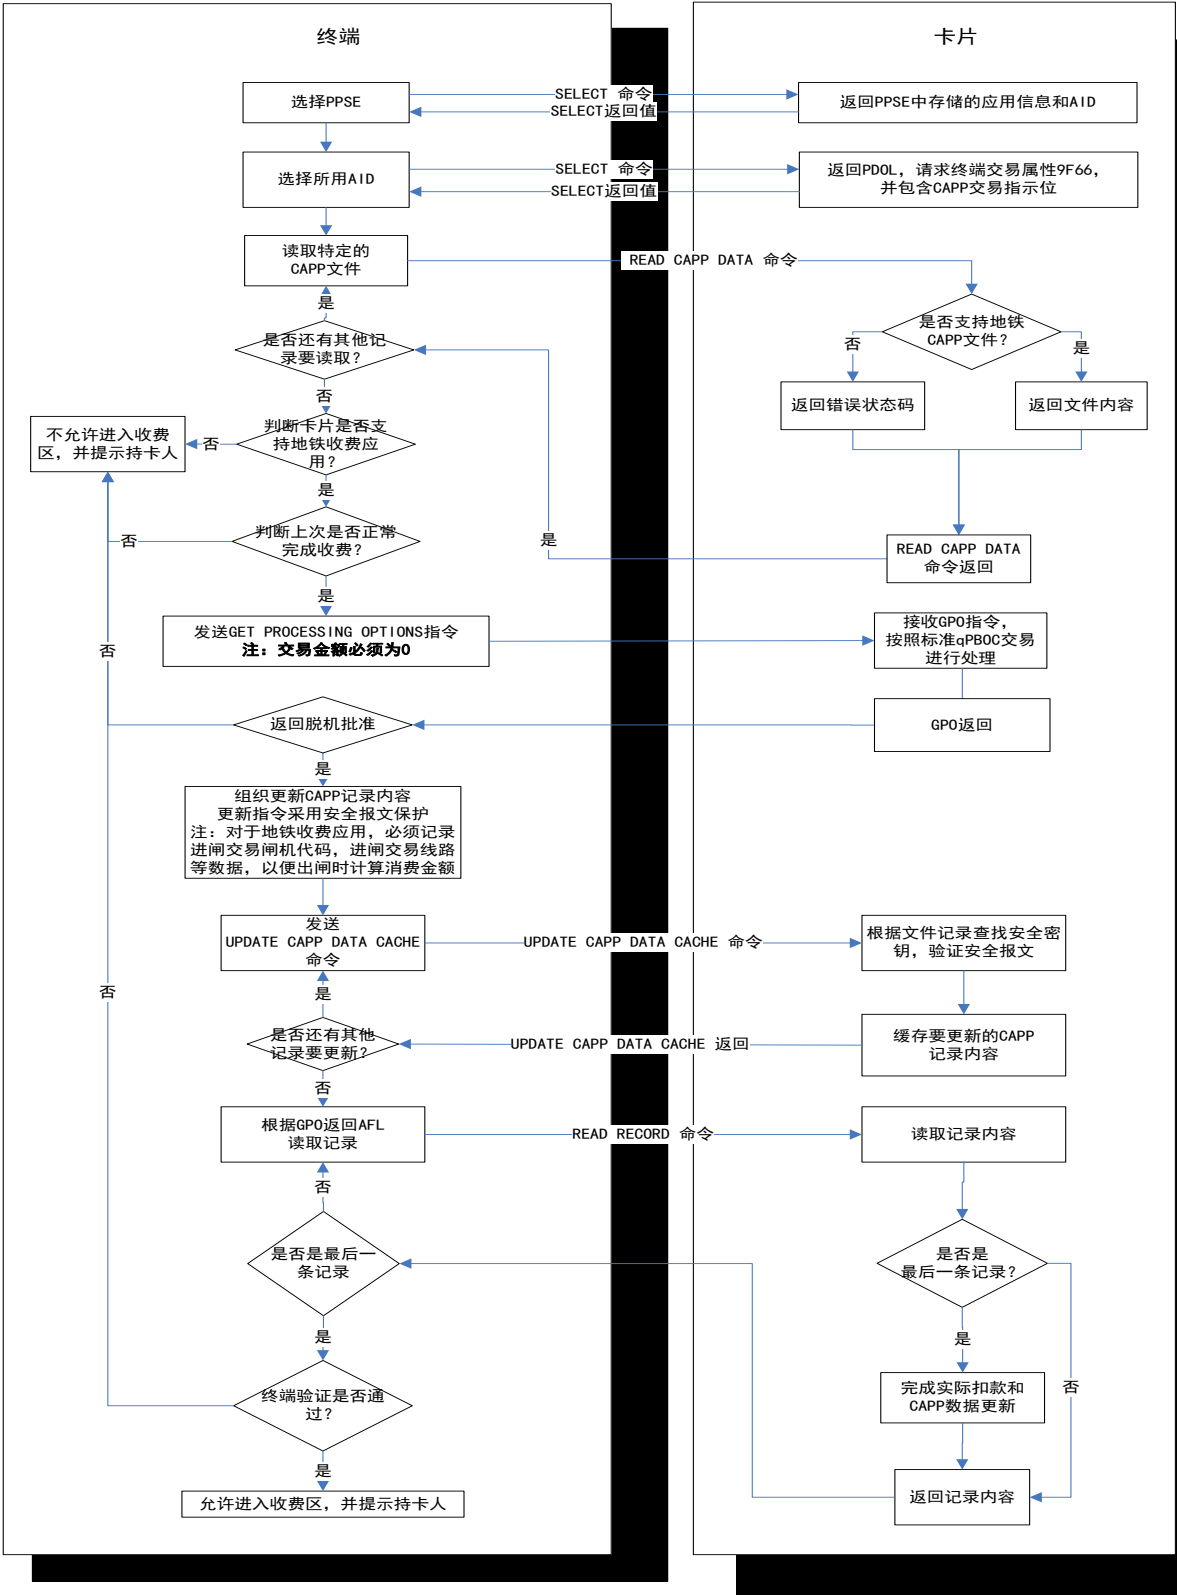 终端
卡片
选择PPSE
SELECT 命令
SELECT返回值
返回PPSE中存储的应用信息和AID
选择所用AID
SELECT 命令
SELECT返回值
返回PDOL，请求终端交易属性9F66，
并包含CAPP交易指示位
读取特定的
CAPP文件
READ CAPP DATA 命令
是
是否支持地铁
CAPP文件？
否
是
是否还有其他记
录要读取？
否
返回错误状态码
返回文件内容
不允许进入收费
区，并提示持卡人
否
判断卡片是否支
持地铁收费应
用？
是
判断上次是否正常
完成收费？
否
是
READ CAPP DATA
命令返回
是
发送GET PROCESSING OPTIONS指令
注：交易金额必须为0
接收GPO指令，
按照标准qPBOC交易
进行处理
否
返回脱机批准
GPO返回
是
组织更新CAPP记录内容
更新指令采用安全报文保护
注：对于地铁收费应用，必须记录
进闸交易闸机代码，进闸交易线路
等数据，以便出闸时计算消费金额
发送
UPDATE CAPP DATA CACHE
命令
UPDATE CAPP DATA CACHE 命令
根据文件记录查找安全密
钥，验证安全报文
否
是
是否还有其他
记录要更新？
UPDATE CAPP DATA CACHE 返回
缓存要更新的CAPP
记录内容
否
根据GPO返回AFL
读取记录
READ RECORD 命令
读取记录内容
否
是否是最后一
条记录
是否是
最后一条记录？
是
是
否
终端验证是否通
过？
完成实际扣款和
CAPP数据更新
是
允许进入收费区，并提示持卡人
返回记录内容